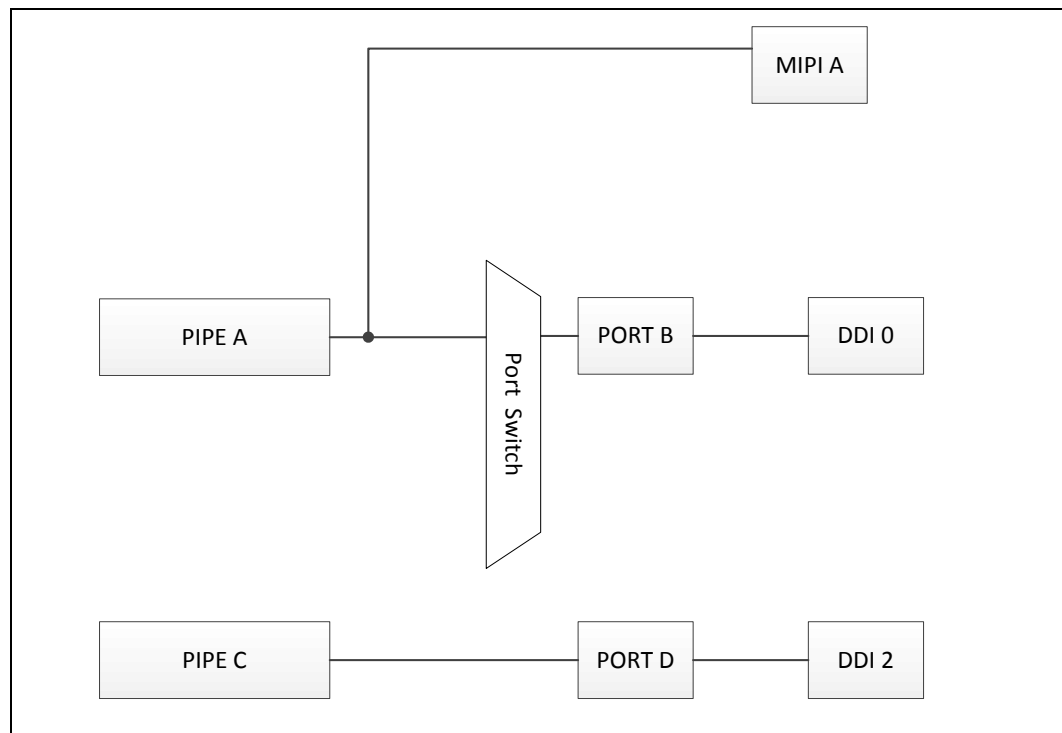 MIPI A
PIPE A
Port Switch
PORT B
DDI 0
PIPE C
PORT D
DDI 2